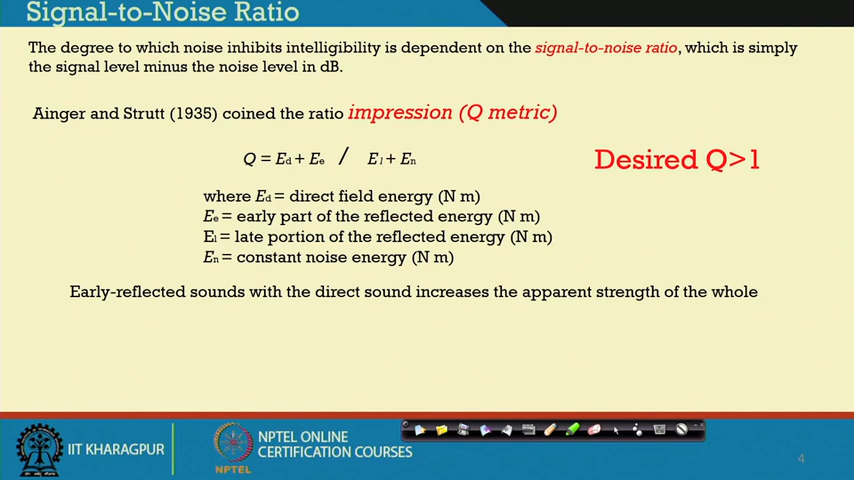 Signal-to-Noise Ratio
The degree to which noise inhibits intelligibility is dependent on the signal-to-noise ratio, which is simply
the signal level minus the noise level in dB.
Ainger and Strutt (1935) coined the ratio impression (Q metric)
Q = Ed + Ee / El + En
Desired Q>1
where Ed = direct field energy (N m)
Ee = early part of the reflected energy (N m)
El = late portion of the reflected energy (N m)
En = constant noise energy (N m)
Early-reflected sounds with the direct sound increases the apparent strength of the whole
IIT KHARAGPUR
NPTEL
NPTEL ONLINE
CERTIFICATION COURSES
4